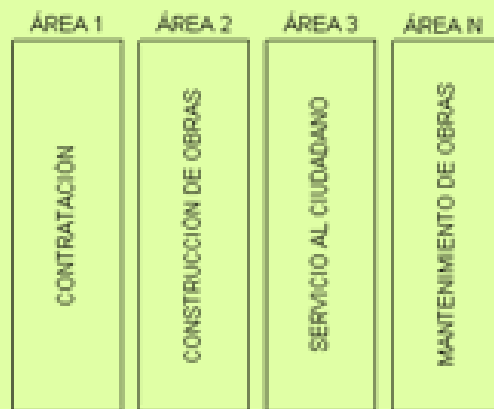 ÁREA 1
ÁREA 2
ÁREA 3
ÁREA N
CONTRATACIÓN
CONSTRUCCIÓN DE OBRAS
SERVICIO AL CIUDADANO
MANTENIMIENTO DE OBRAS